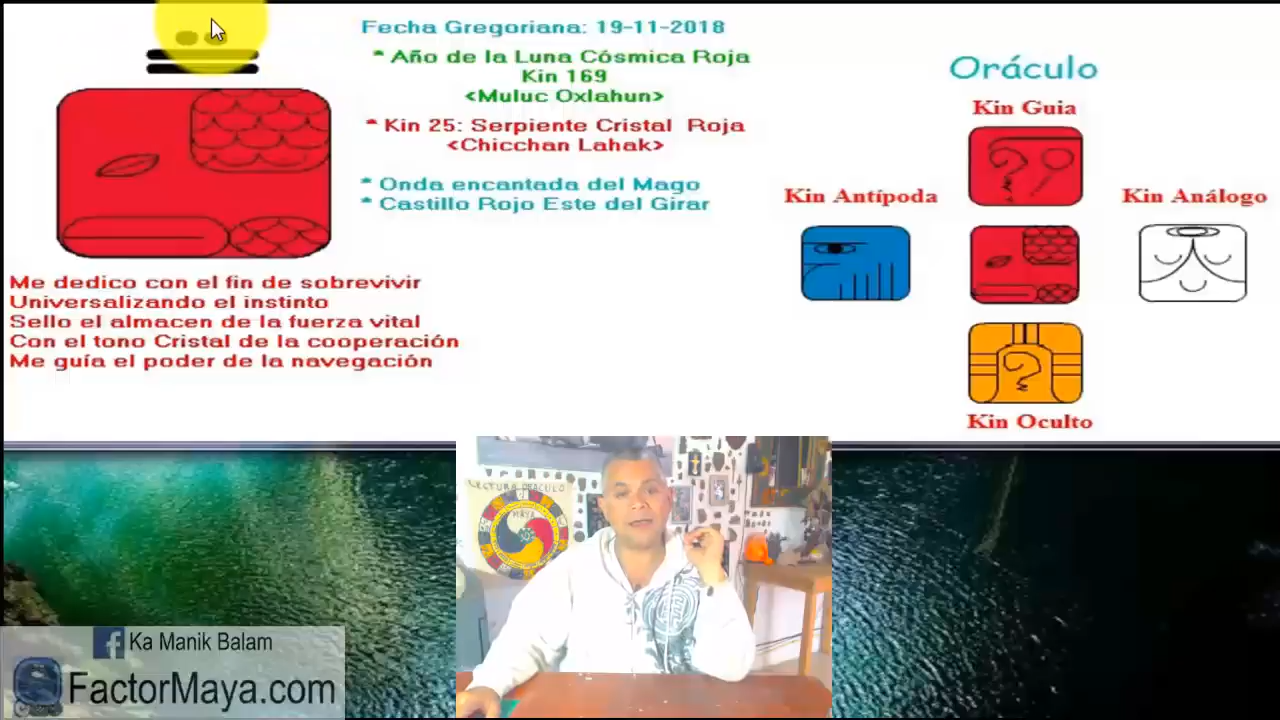 Fecha Gregoriana: 19-11-2018
* Año de la Luna Cósmica Roja
Kin 169
<Muluc Oxlahun>
* Kin 25: Serpiente Cristal Roja
<Chicchan Lahak>
* Onda encantada del Mago
* Castillo Rojo Este del Girar
Me dedico con el fin de sobrevivir
Universalizando el instinto
Sello el almacen de la fuerza vital
Con el tono Cristal de la cooperación
Me guía el poder de la navegación
Oráculo
Kin Guia
Kin Antípoda
Kin Análogo
Kin Oculto
LECTURA ORACULO
MAYA
Ka Manik Balam
FactorMaya.com